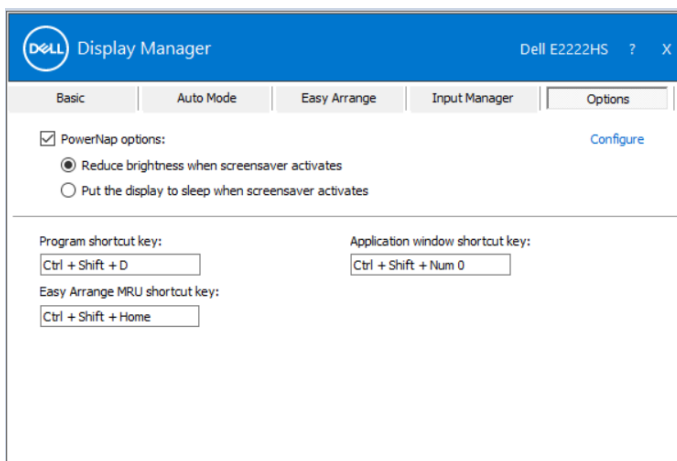 DELL Display Manager Dell E2222HS ? X
Basic Auto Mode Easy Arrange Input Manager Options
PowerNap options: Configure
Reduce brightness when screensaver activates
Put the display to sleep when screensaver activates
Program shortcut key: Application window shortcut key:
Ctrl + Shift + D Ctrl + Shift + Num 0
Easy Arrange MRU shortcut key:
Ctrl + Shift + Home